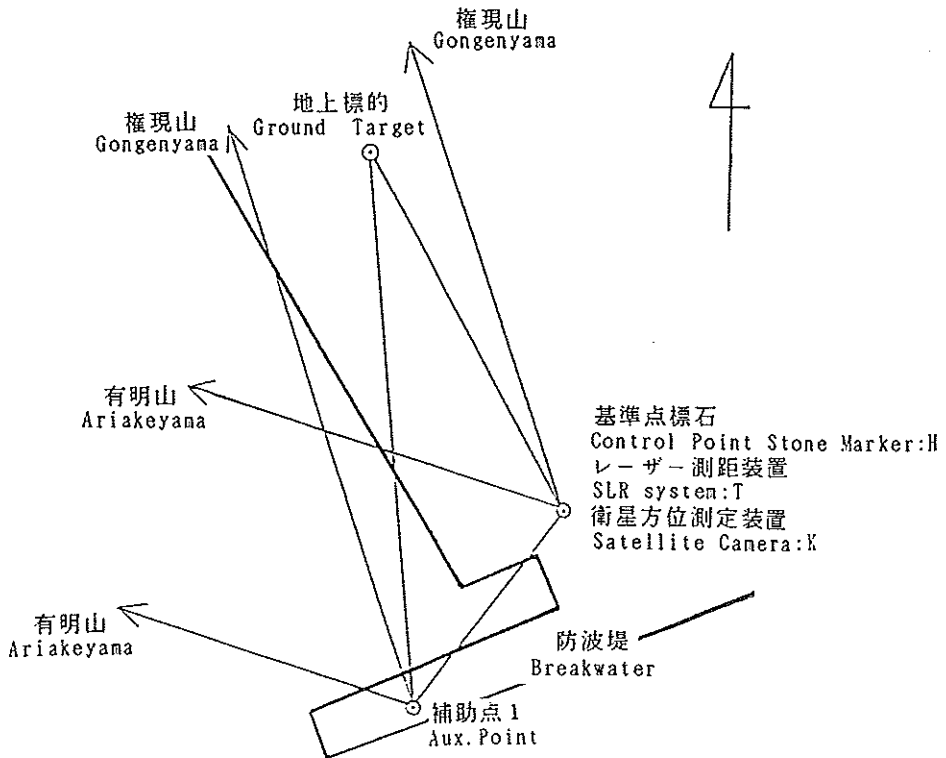 権現山
Gongenyama
地上標的
Ground Target
権現山
Gongenyama
有明山
Ariakeyama
基準点標石
Control Point Stone Marker:H
レーザー測距装置
SLR system:T
衛星方位測定装置
Satellite Camera:K
有明山
Ariakeyama
防波堤
Breakwater
補助点1
Aux.Point